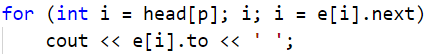 for (int i = head[p]; i; i = e[i].next)
    cout << e[i].to << ' ';